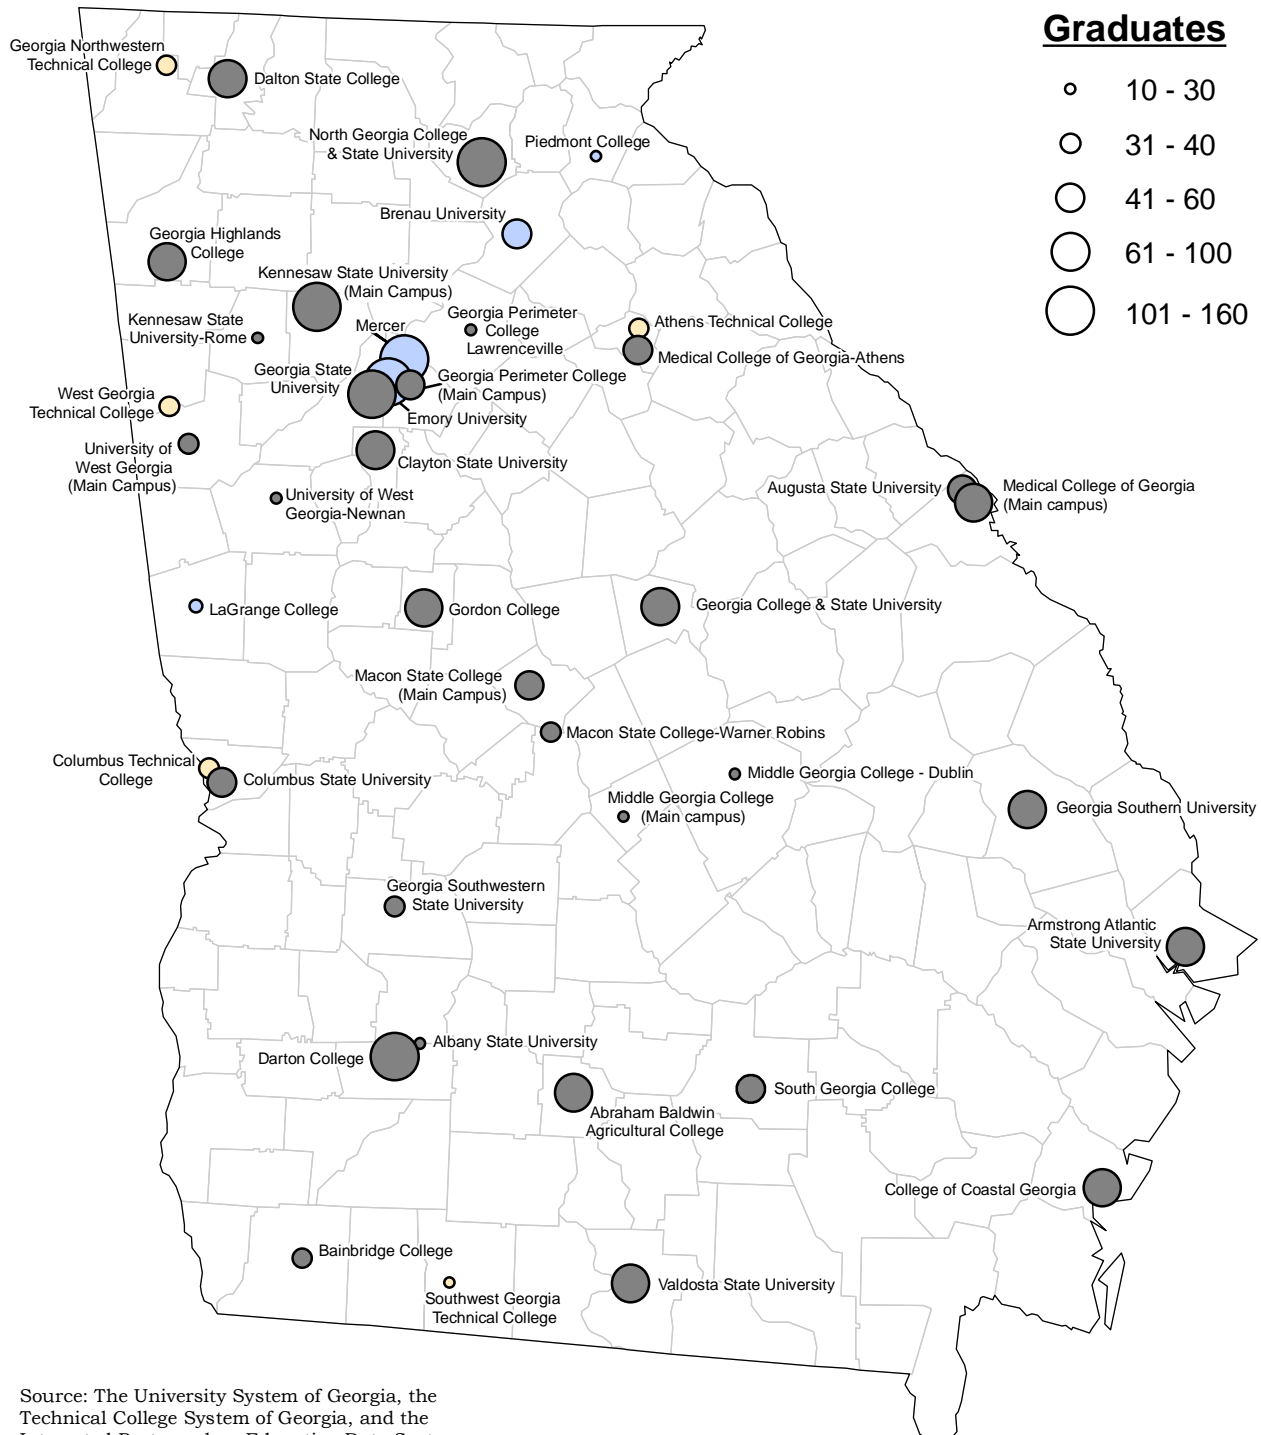 Graduates
10 - 30
31 - 40
41 - 60
61 - 100
101 - 160
Georgia Northwestern
Technical College
Dalton State College
North Georgia College
& State University
Piedmont College
Brenau University
Georgia Highlands
College
Kennesaw State University
(Main Campus)
Kennesaw State
University-Rome
Mercer
Georgia Perimeter
College
Lawrenceville
Athens Technical College
Medical College of Georgia-Athens
Georgia State
University
Georgia Perimeter College
(Main Campus)
Emory University
West Georgia
Technical College
University of
West Georgia
(Main Campus)
Clayton State University
University of West
Georgia-Newnan
Augusta State University
Medical College of Georgia
(Main campus)
LaGrange College
Gordon College
Georgia College & State University
Macon State College
(Main Campus)
Macon State College-Warner Robins
Columbus Technical
College
Columbus State University
Middle Georgia College - Dublin
Middle Georgia College
(Main campus)
Georgia Southern University
Georgia Southwestern
State University
Armstrong Atlantic
State University
Darton College
Albany State University
Abraham Baldwin
Agricultural College
South Georgia College
College of Coastal Georgia
Bainbridge College
Southwest Georgia
Technical College
Valdosta State University
Source: The University System of Georgia, the
Technical College System of Georgia, and the